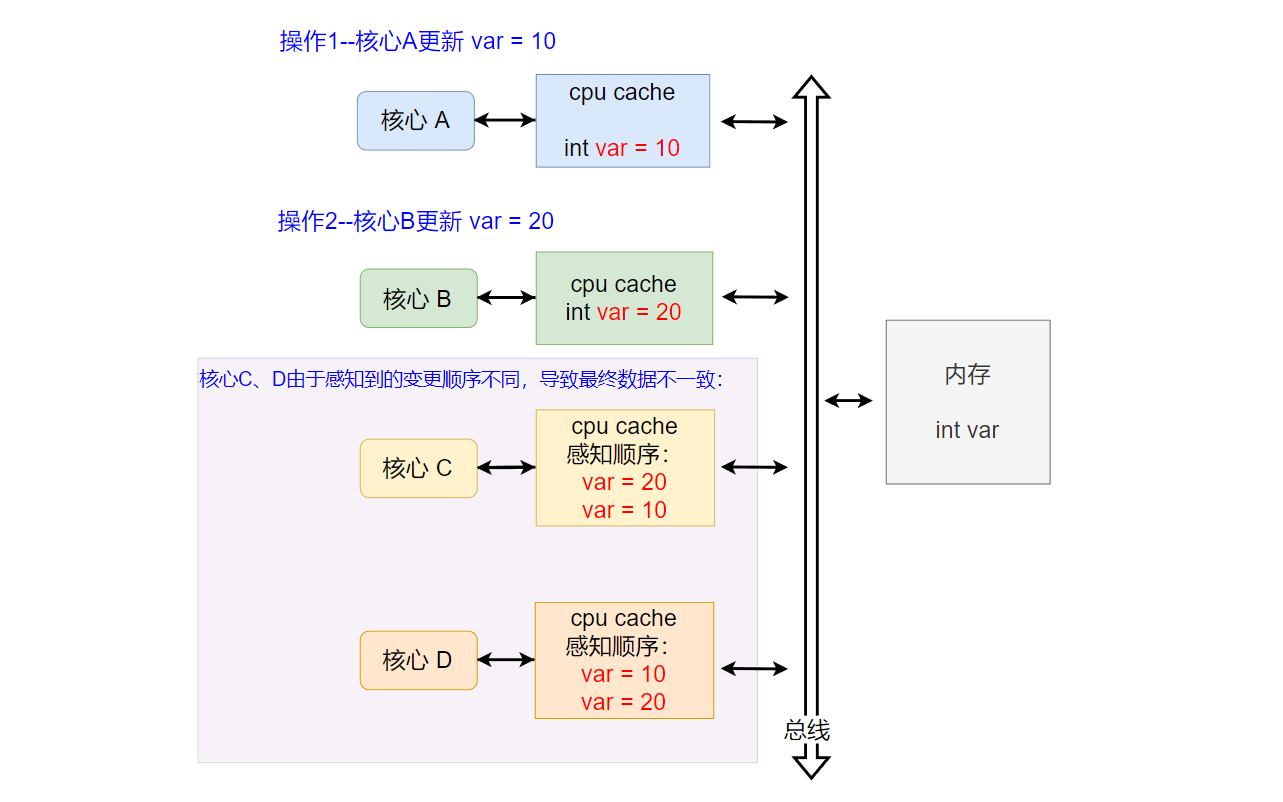 操作1--核心A更新 var = 10
核心 A
cpu cache
int var = 10
操作2--核心B更新 var = 20
核心 B
cpu cache
int var = 20
核心C、D由于感知到的变更顺序不同，导致最终数据不一致：
核心 C
cpu cache
感知顺序：
var = 20
var = 10
核心 D
cpu cache
感知顺序：
var = 10
var = 20
总线
内存
int var